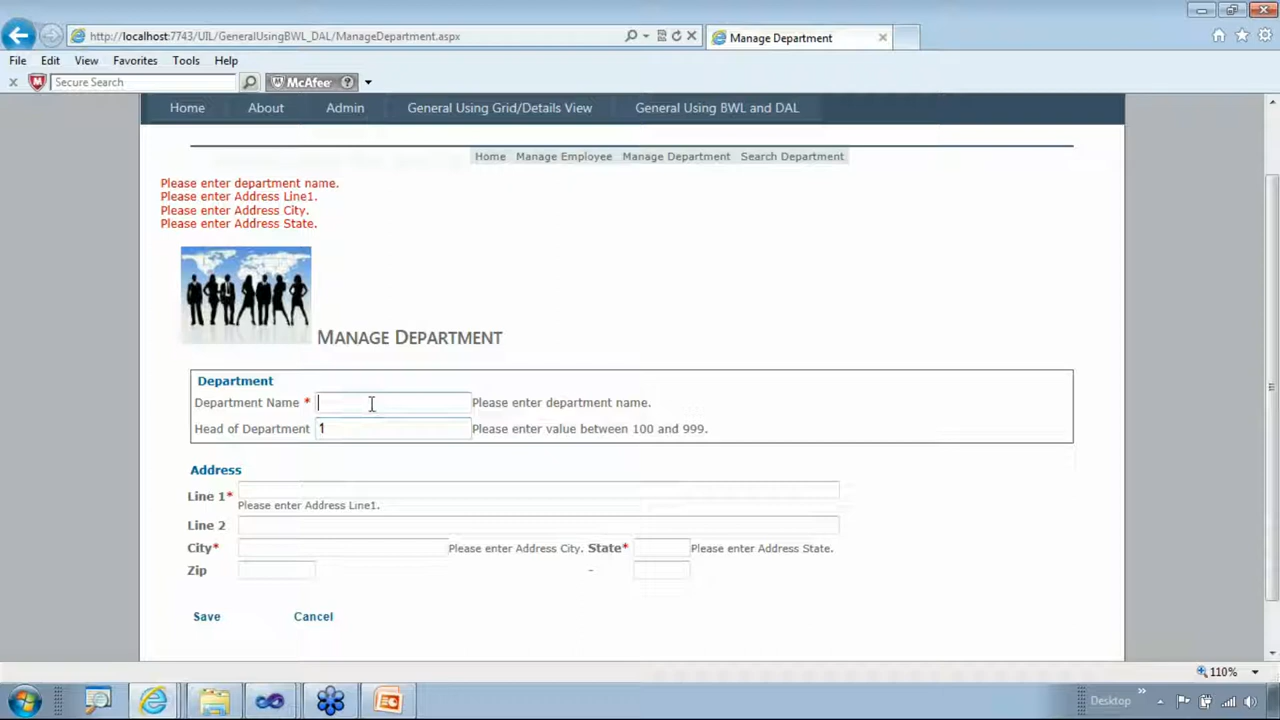 http://localhost:7743/UIL/GeneralUsingBWL_DAL/ManageDepartment.aspx
Manage Department
File Edit View Favorites Tools Help
Secure Search McAfee
Home About Admin General Using Grid/Details View General Using BWL and DAL
Home Manage Employee Manage Department Search Department
Please enter department name.
Please enter Address Line1.
Please enter Address City.
Please enter Address State.
MANAGE DEPARTMENT
Department
Department Name * Please enter department name.
Head of Department 1 Please enter value between 100 and 999.
Address
Line 1*
Please enter Address Line1.
Line 2
City* Please enter Address City. State* Please enter Address State.
Zip -
Save Cancel
110%
Desktop